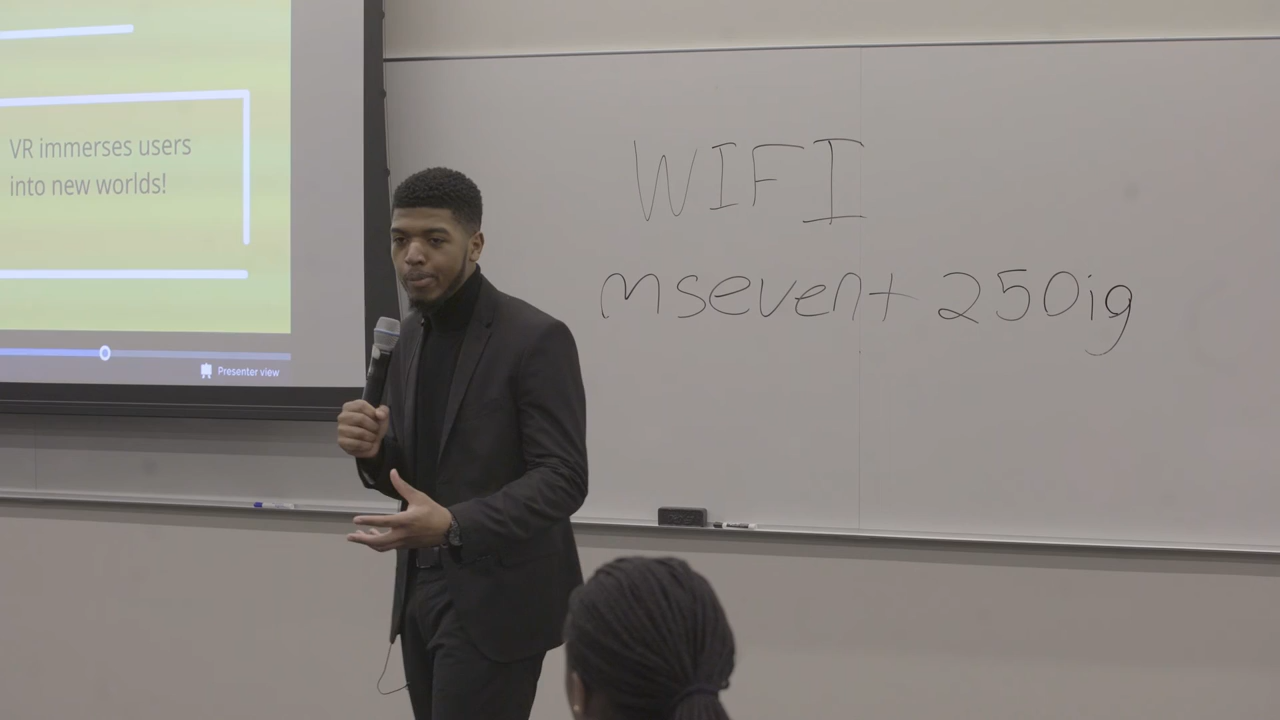 VR immerses users
into new worlds!
Presenter view
WIFI
msevent 250ig